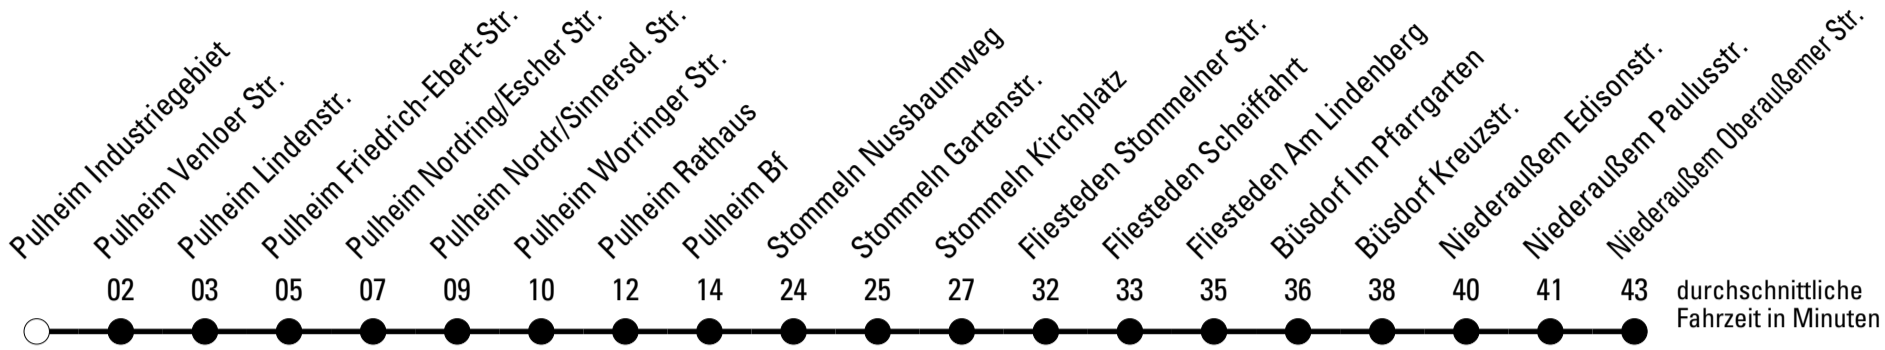 Pulheim Industriegebiet
Pulheim Venloer Str.
Pulheim Lindenstr.
Pulheim Friedrich-Ebert-Str.
Pulheim Nordring/Escher Str.
Pulheim Nordr/Sinnersd. Str.
Pulheim Worringer Str.
Pulheim Rathaus
Pulheim Bf
Stommeln Nussbaumweg
Stommeln Gartenstr.
Stommeln Kirchplatz
Fliesteden Stommelner Str.
Fliesteden Scheiffahrt
Fliesteden Am Lindenberg
Büsdorf Im Pfarrgarten
Büsdorf Kreuzstr.
Niederaußem Edisonstr.
Niederaußem Paulusstr.
Niederaußem Oberaußemer Str.
02 03 05 07 09 10 12 14 24 25 27 32 33 35 36 38 40 41 43 durchschnittliche
Fahrzeit in Minuten